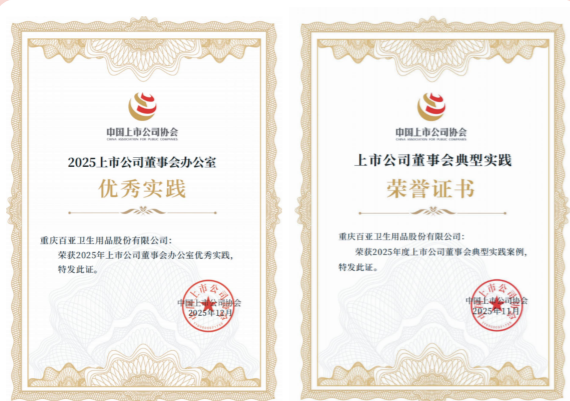 中国上市公司协会
CHINA ASSOCIATION FOR PUBLIC COMPANIES
2025上市公司董事会办公室
优秀实践
重庆百亚卫生用品股份有限公司：
荣获2025年上市公司董事会办公室优秀实践，
特发此证。
中国上市公司协会
2025年12月
中国上市公司协会
CHINA ASSOCIATION FOR PUBLIC COMPANIES
上市公司董事会典型实践
荣誉证书
重庆百亚卫生用品股份有限公司：
荣获2025年度上市公司董事会典型实践案例，
特发此证。
中国上市公司协会
2025年11月